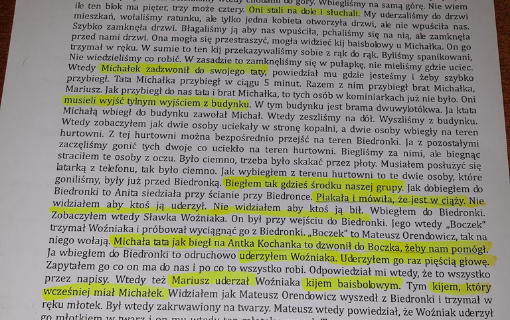 chodami do góry. Wbiegliśmy na samą górę. Nie wiem
ile ten blok ma pięter, trzy może cztery. Oni stali na dole i słuchali. My uderzaliśmy do drzwi
mieszkań, wołaliśmy ratunku, ale tylko jedna kobieta otworzyła drzwi, ale nie wpuściła nas.
Szybko zamknęła drzwi. Błagaliśmy ją aby nas wpuściła, pchaliśmy się na nią, ale zamknęła
przed nami drzwi. Ona mogła się przestraszyć, mogła widzieć kij baisbolowy u Michałka. On go
trzymał w ręku. W sumie to ten kij przekazywaliśmy sobie z rąk do rąk. Byliśmy spanikowani.
Nie wiedzieliśmy co robić. W zasadzie to zamknęliśmy się w pułapkę, nie mieliśmy gdzie uciec.
Wtedy Michałek zadzwonił do swojego taty, powiedział mu gdzie jesteśmy i żeby szybko
przybiegł. Tata Michałka przybiegł w ciągu 5 minut. Razem z nim przybiegł brat Michałka,
Mariusz. Jak przybiegł do nas tata i brat Michałka, to tych osób w kominiarkach już nie było. Oni
musieli wyjść tylnym wyjściem z budynku. W tym budynku jest brama dwuwylotówka. Ja ktuta
Michałą wbiegł do budynku zawołał Michał. Wtedy zeszliśmy na dół. Wyszliśmy z budynku.
Wtedy zobaczyłem jak dwie osoby uciekały w stronę kopalni, a dwie osoby wbiegły na teren
hurtowni. Z tej hurtowni można bezpośrednio przejść na teren Biedronki. Ja z pozostałymi
zaczęliśmy gonić tych dwoje co uciekło na teren hurtowni. Biegliśmy za nimi, ale biegnąc
straciłem te osoby z oczu. Było ciemno, trzeba było skakać przez płoty. Musiałem posłużyć się
latarką z telefonu, tak było ciemno. Jak wybiegłem z terenu hurtowni to te dwie osoby, które
goniliśmy, były już przed Biedronką. Biegłem tak gdzieś środku naszej grupy. Jak dobiegłem do
Biedronki to Anita siedziała przy ścianie przy Biedronce. Płakała i mówiła, że jest w ciąży. Nie
widziałem aby ktoś ją uderzył. Nie widziałem aby ktoś ją bił. Wbiegłem do Biedronki.
Zobaczyłem wtedy Sławka Woźniaka. On był przy wejściu do Biedronki. Jego wtedy „Boczek"
trzymał Woźniaka i próbował wyciągnąć go z Biedronki. „Boczek" to Mateusz Orendowicz, tak na
niego wołają. Michała tata jak biegł na Antka Kochanka to dzwonił do Boczka, żeby nam pomógł.
Ja wbiegłem do Biedronki to odruchowo uderzyłem Woźniaka. Uderzyłem go raz pięścią głowę.
Zapytałem go co on ma do nas i po co to wszystko robi. Odpowiedział mi wtedy, że to wszystko
przez napisy. Wtedy też Mariusz uderzał Woźniaka kijem baisbolowym. Tym kijem, który
wcześniej miał Michałek. Widziałem jak Mateusz Orendowicz wyszedł z Biedronki i trzymał w
ręku młotek. Był wtedy zakrwawiony na twarzy. Mateusz wtedy powiedział, że Woźniak uderzył
go młotkiem w twarz i on mu wtedy ten młotek